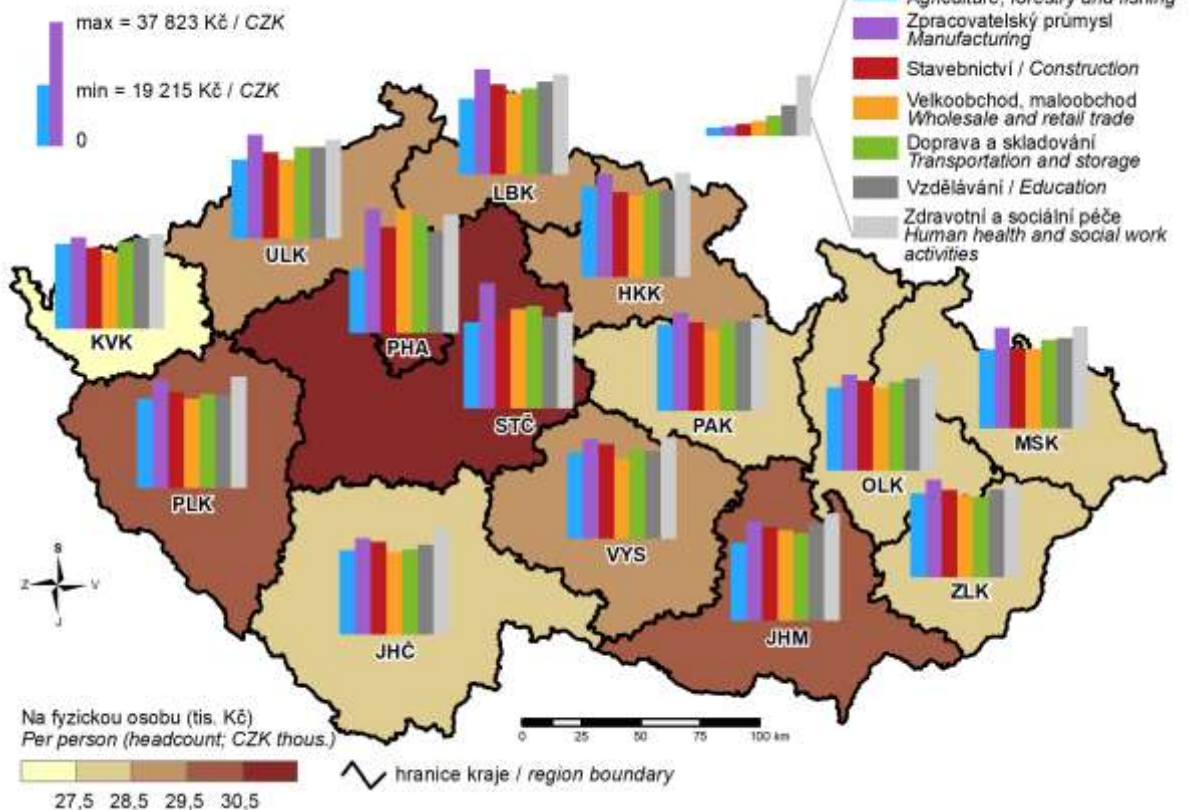 max = 37 823 Kč / CZK
min = 19 215 Kč / CZK
0
Agriculture, forestry and fishing
Zpracovatelský průmysl
Manufacturing
Stavebnictví / Construction
Velkoobchod, maloobchod
Wholesale and retail trade
Doprava a skladování
Transportation and storage
Vzdělávání / Education
Zdravotní a sociální péče
Human health and social work
activities
LBK
ULK
HKK
KVK
PHA
STČ
PAK
MSK
OLK
PLK
VYS
ZLK
JHM
JHČ
S
Z
V
J
Na fyzickou osobu (tis. Kč)
Per person (headcount; CZK thous.)
27,5 28,5 29,5 30,5
hranice kraje / region boundary
0 25 50 75 100 km